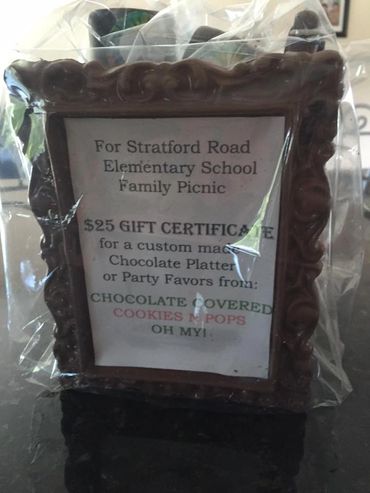 For Stratford Road
Elementary School
Family Picnic
$25 GIFT CERTIFICATE
for a custom made
Chocolate Platter
or Party Favors from:
CHOCOLATE COVERED
COOKIES N POPS
OH MY!